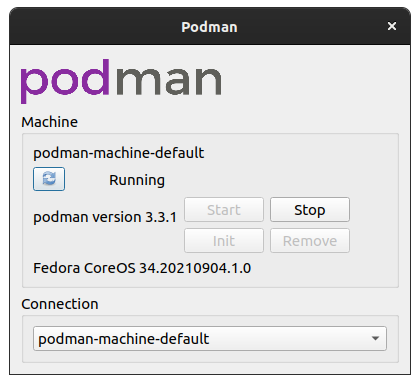 Podman
podman
Machine
podman-machine-default
Running
podman version 3.3.1
Start
Stop
Init
Remove
Fedora CoreOS 34.20210904.1.0
Connection
podman-machine-default